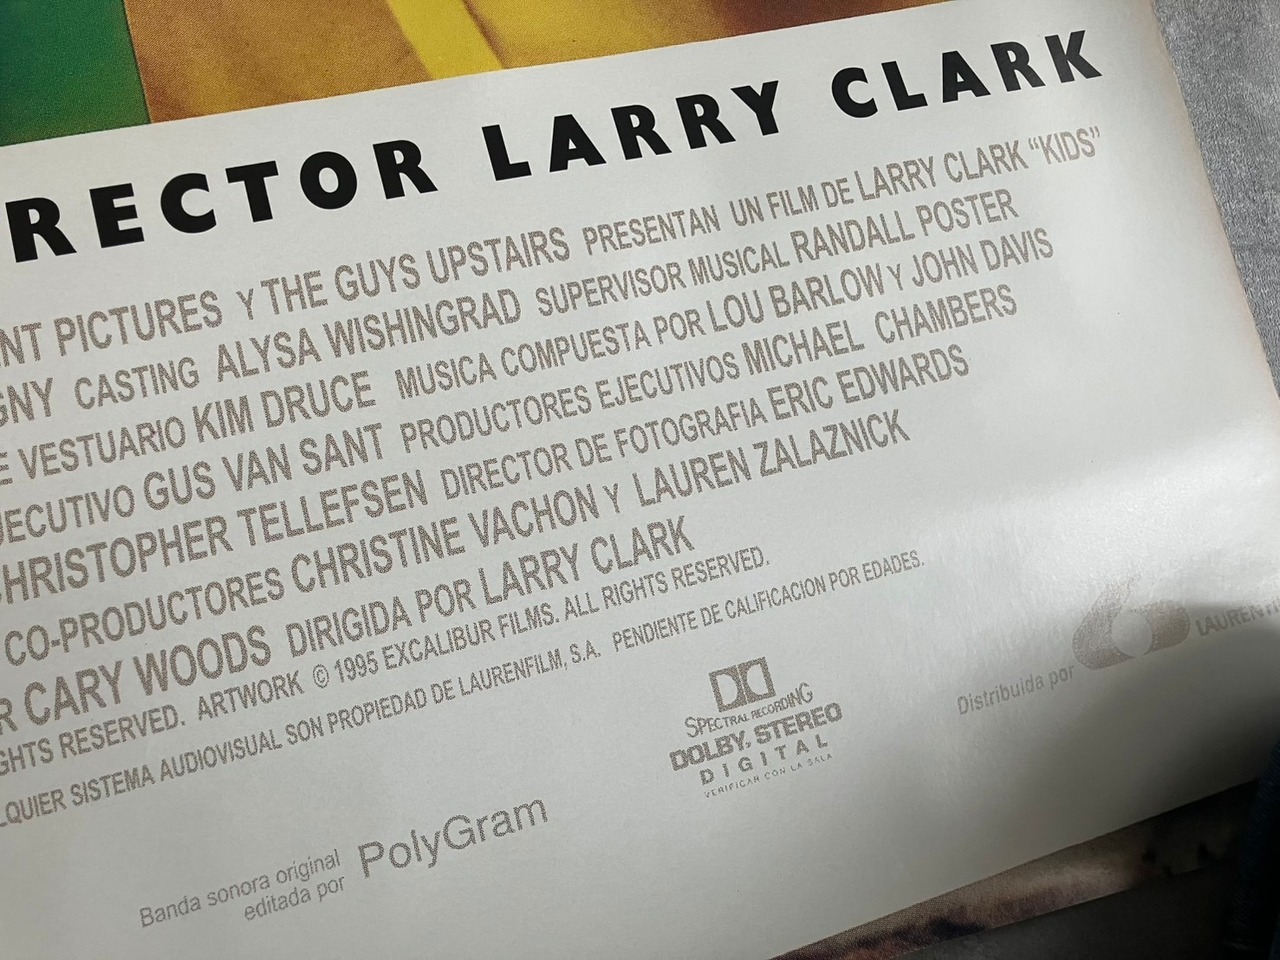 RECTOR LARRY CLARK
NT PICTURES Y THE GUYS UPSTAIRS PRESENTAN UN FILM DE LARRY CLARK “KIDS”
GNY CASTING ALYSA WISHINGRAD SUPERVISOR MUSICAL RANDALL POSTER
E VESTUARIO KIM DRUCE MUSICA COMPUESTA POR LOU BARLOW Y JOHN DAVIS
JECUTIVO GUS VAN SANT PRODUCTORES EJECUTIVOS MICHAEL CHAMBERS
CHRISTOPHER TELLEFSEN DIRECTOR DE FOTOGRAFIA ERIC EDWARDS
CO-PRODUCTORES CHRISTINE VACHON Y LAUREN ZALAZNICK
R CARY WOODS DIRIGIDA POR LARRY CLARK
GHTS RESERVED. ARTWORK © 1995 EXCALIBUR FILMS. ALL RIGHTS RESERVED.
LQUIER SISTEMA AUDIOVISUAL SON PROPIEDAD DE LAURENFILM, S.A. PENDIENTE DE CALIFICACION POR EDADES.
SPECTRAL RECORDING
DOLBY. STEREO
DIGITAL
VERIFICAR CON LA SALA
Distribuida por LAURENF
Banda sonora original
editada por PolyGram